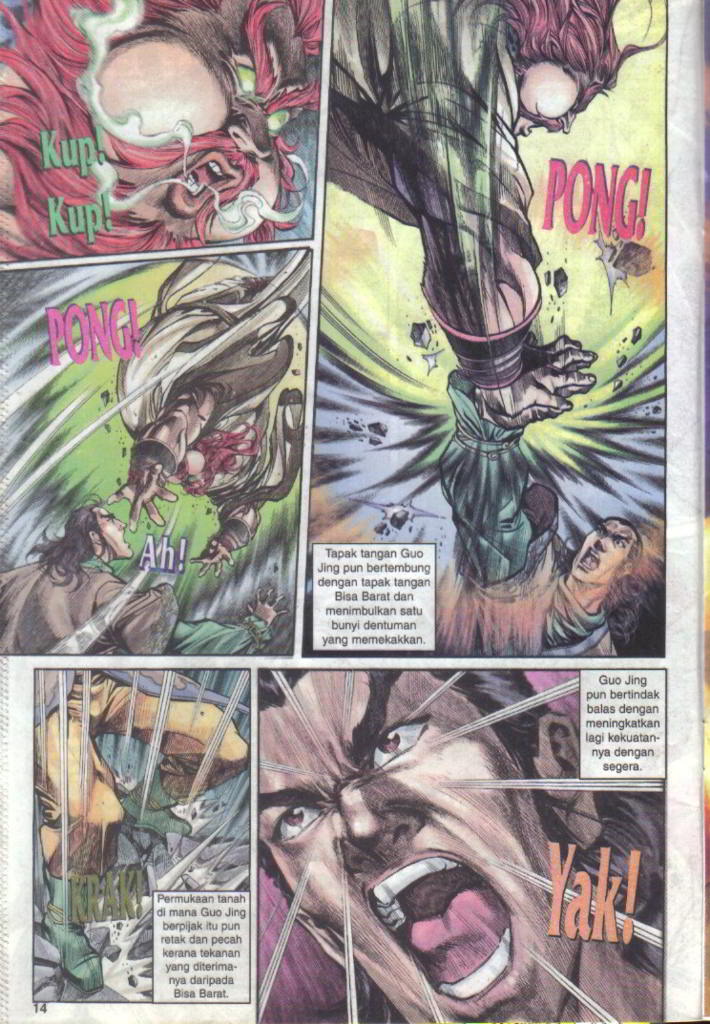 Kup!
Kup!
PONG!
Ah!
PONG!
Tapak tangan Guo
Jing pun bertembung
dengan tapak tangan
Bisa Barat dan
menimbulkan satu
bunyi dentuman
yang memekakkan.
KRAK!
Permukaan tanah
di mana Guo Jing
berpijak itu pun
retak dan pecah
kerana tekanan
yang diterima-
nya daripada
Bisa Barat.
Guo Jing
pun bertindak
balas dengan
meningkatkan
lagi kekuatan-
nya dengan
segera.
Yak!
14